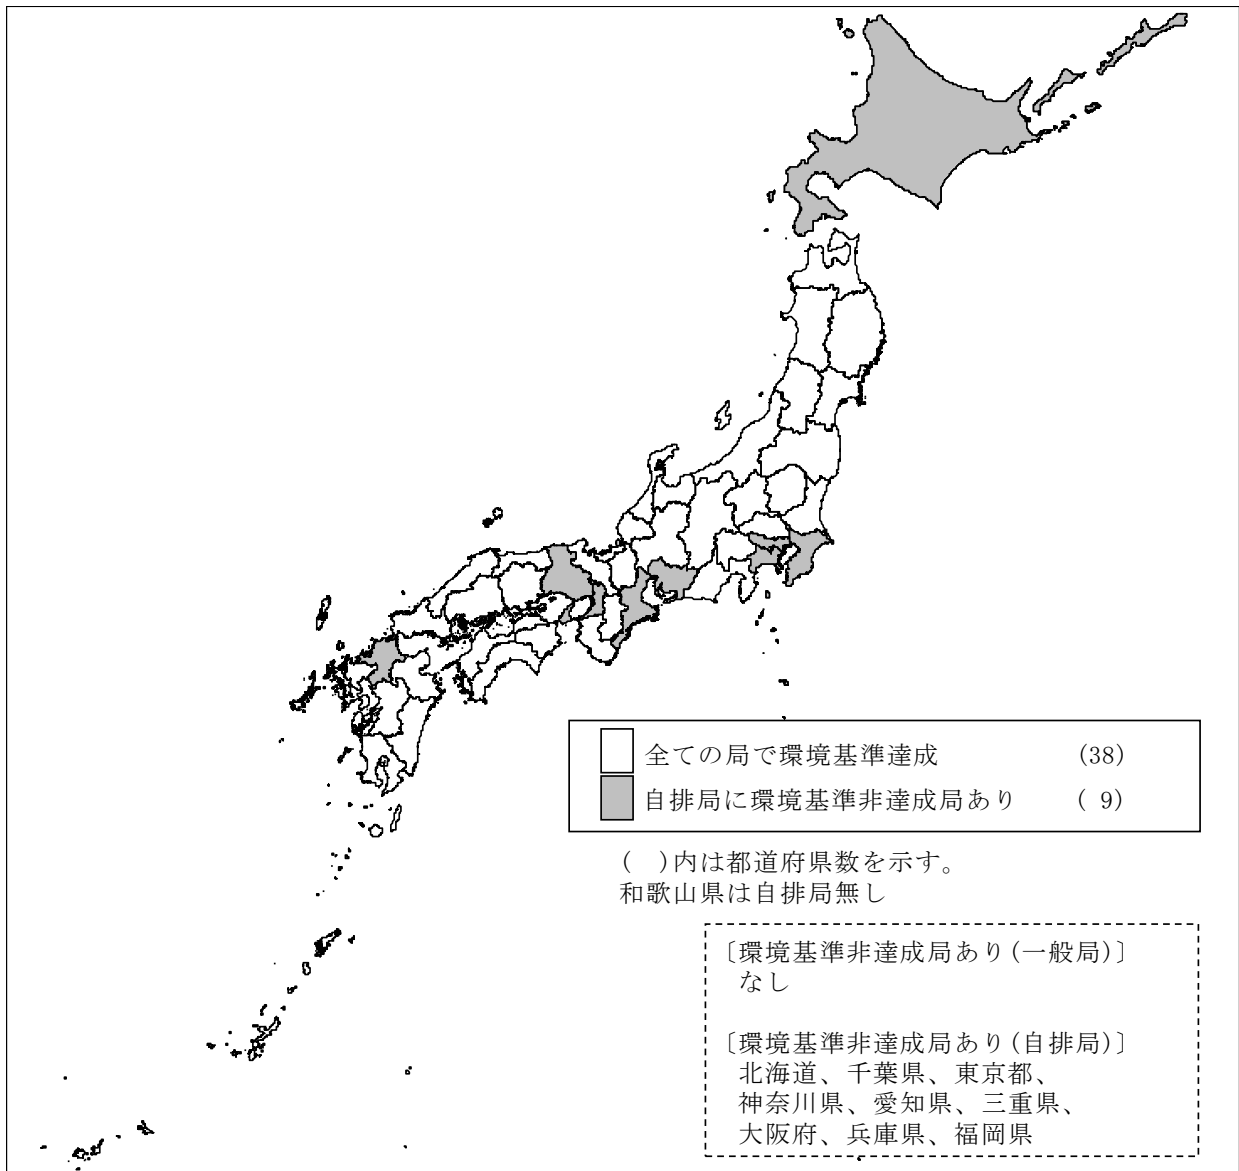 全ての局で環境基準達成 (38)
自排局に環境基準非達成局あり ( 9)
( )内は都道府県数を示す。
和歌山県は自排局無し
〔環境基準非達成局あり(一般局)〕
なし
〔環境基準非達成局あり(自排局)〕
北海道、千葉県、東京都、
神奈川県、愛知県、三重県、
大阪府、兵庫県、福岡県